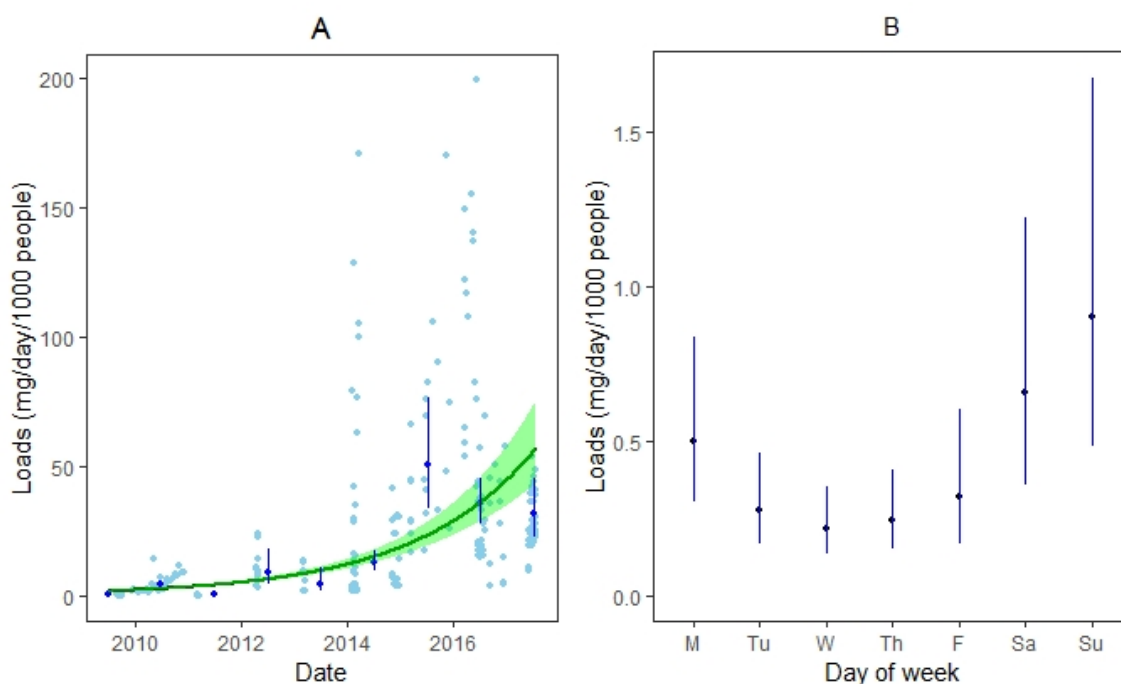 A
Loads (mg/day/1000 people)
200
150
100
50
0
2010 2012 2014 2016
Date
B
Loads (mg/day/1000 people)
1.5
1.0
0.5
0.0
M Tu W Th F Sa Su
Day of week